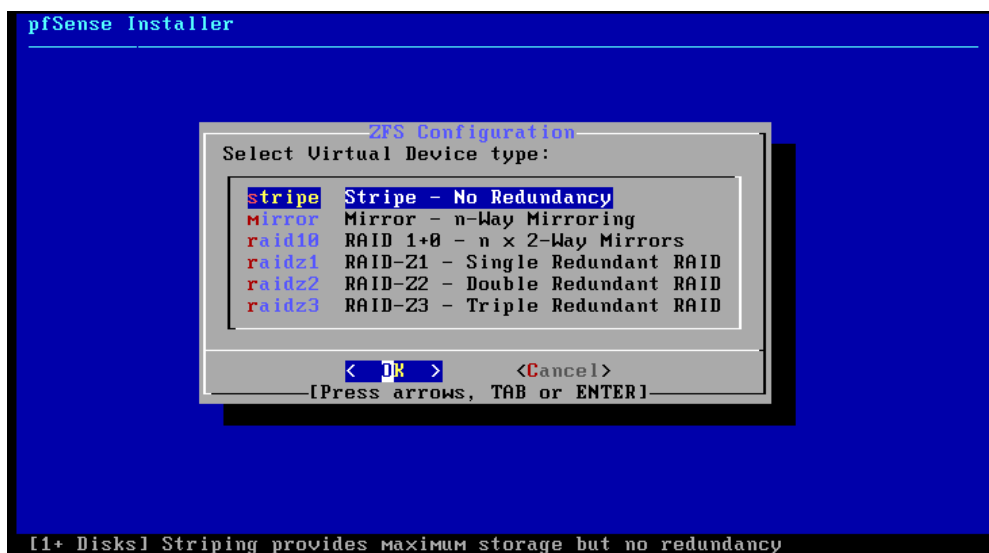 pfSense Installer
ZFS Configuration
Select Virtual Device type:
stripe Stripe - No Redundancy
mirror Mirror - n-Way Mirroring
raid10 RAID 1+0 - n x 2-Way Mirrors
raidz1 RAID-Z1 - Single Redundant RAID
raidz2 RAID-Z2 - Double Redundant RAID
raidz3 RAID-Z3 - Triple Redundant RAID
< OK > <Cancel>
[Press arrows, TAB or ENTER]
[1+ Disks] Striping provides maximum storage but no redundancy